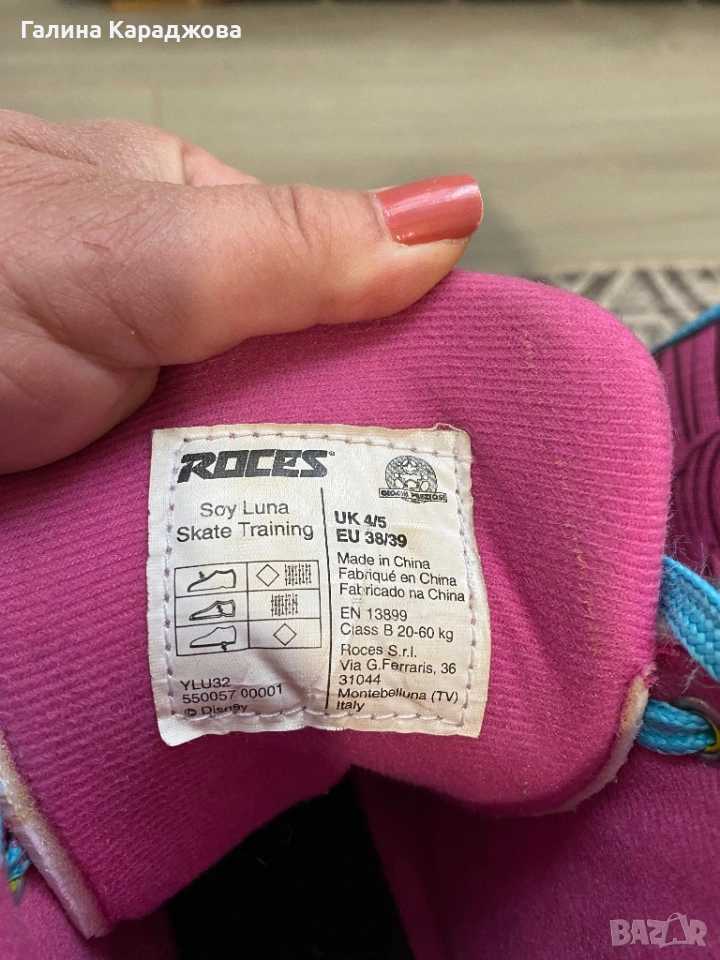 Галина Караджова
ROCES
Soy Luna
Skate Training
YLU32
550057 00001
© Disney
GIOCHI PREZIOSI
UK 4/5
EU 38/39
Made in China
Fabriqué en China
Fabricado na China
EN 13899
Class B 20-60 kg
Roces S.r.l.
Via G.Ferraris, 36
31044
Montebelluna (TV)
Italy
BAZAR